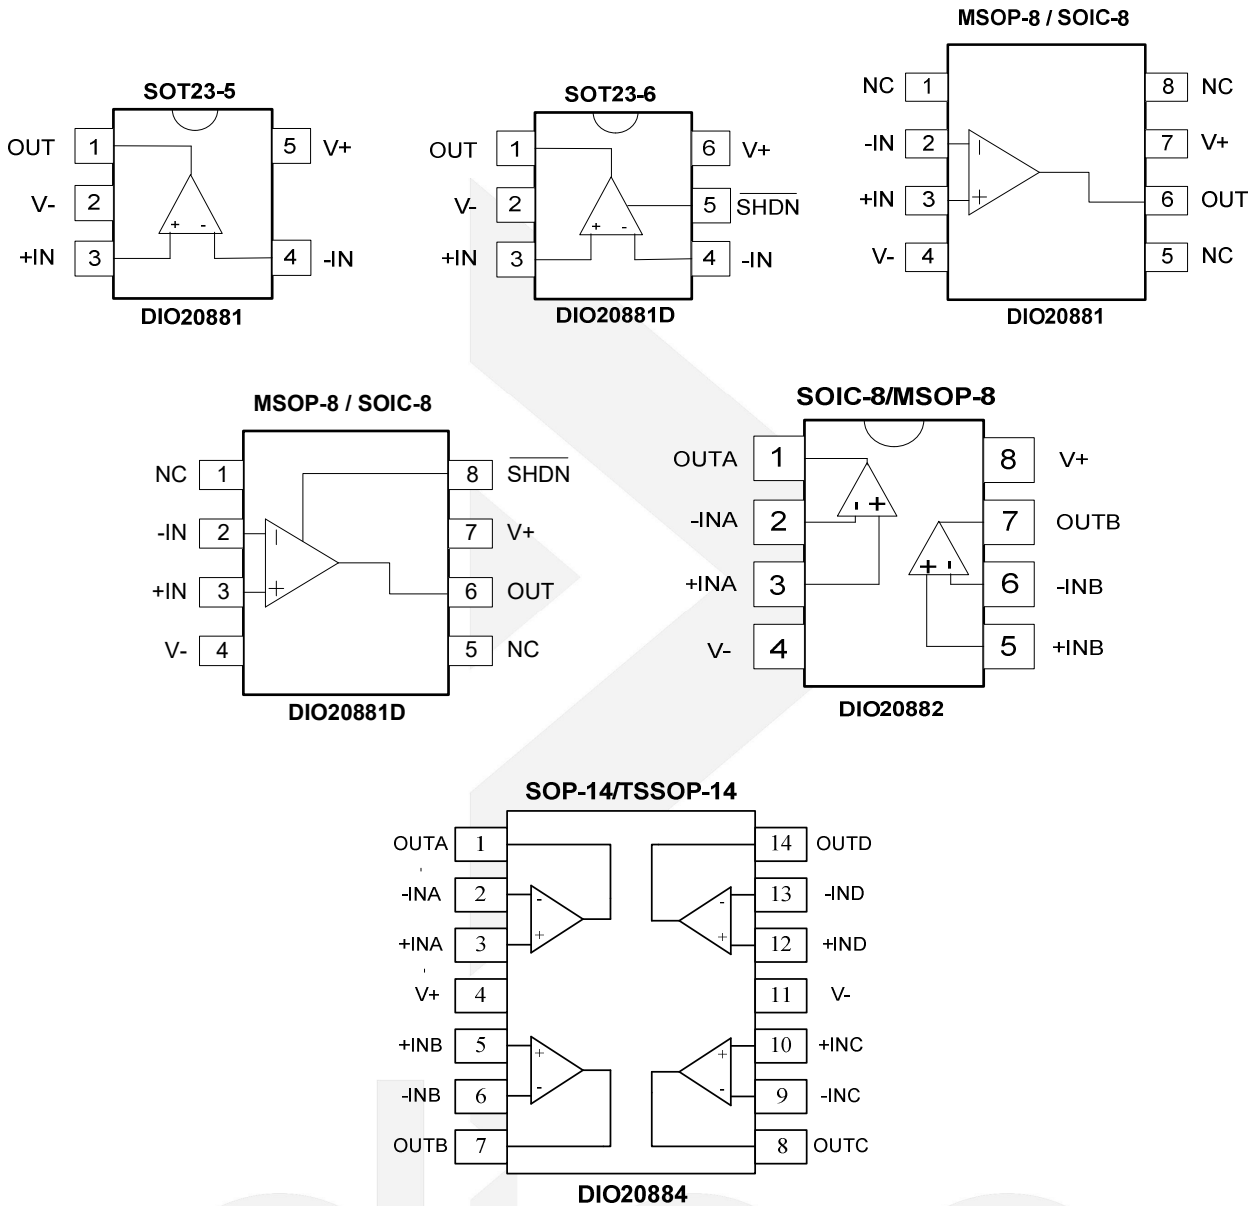 MSOP-8 / SOIC-8
SOT23-5
OUT 1 5 V+
V- 2
+IN 3 4 -IN
+ -
DIO20881
SOT23-6
OUT 1 6 V+
V- 2 5 SHDN
+IN 3 4 -IN
+ -
DIO20881D
NC 1 8 NC
-IN 2 7 V+
+IN 3 6 OUT
V- 4 5 NC
- +
DIO20881
MSOP-8 / SOIC-8
NC 1 8 SHDN
-IN 2 7 V+
+IN 3 6 OUT
V- 4 5 NC
- +
DIO20881D
SOIC-8/MSOP-8
OUTA 1 8 V+
-INA 2 7 OUTB
+INA 3 6 -INB
V- 4 5 +INB
- +
+ -
DIO20882
SOP-14/TSSOP-14
OUTA 1 14 OUTD
-INA 2 - - 13 -IND
+INA 3 + + 12 +IND
V+ 4 11 V-
+INB 5 + + 10 +INC
-INB 6 - - 9 -INC
OUTB 7 8 OUTC
DIO20884